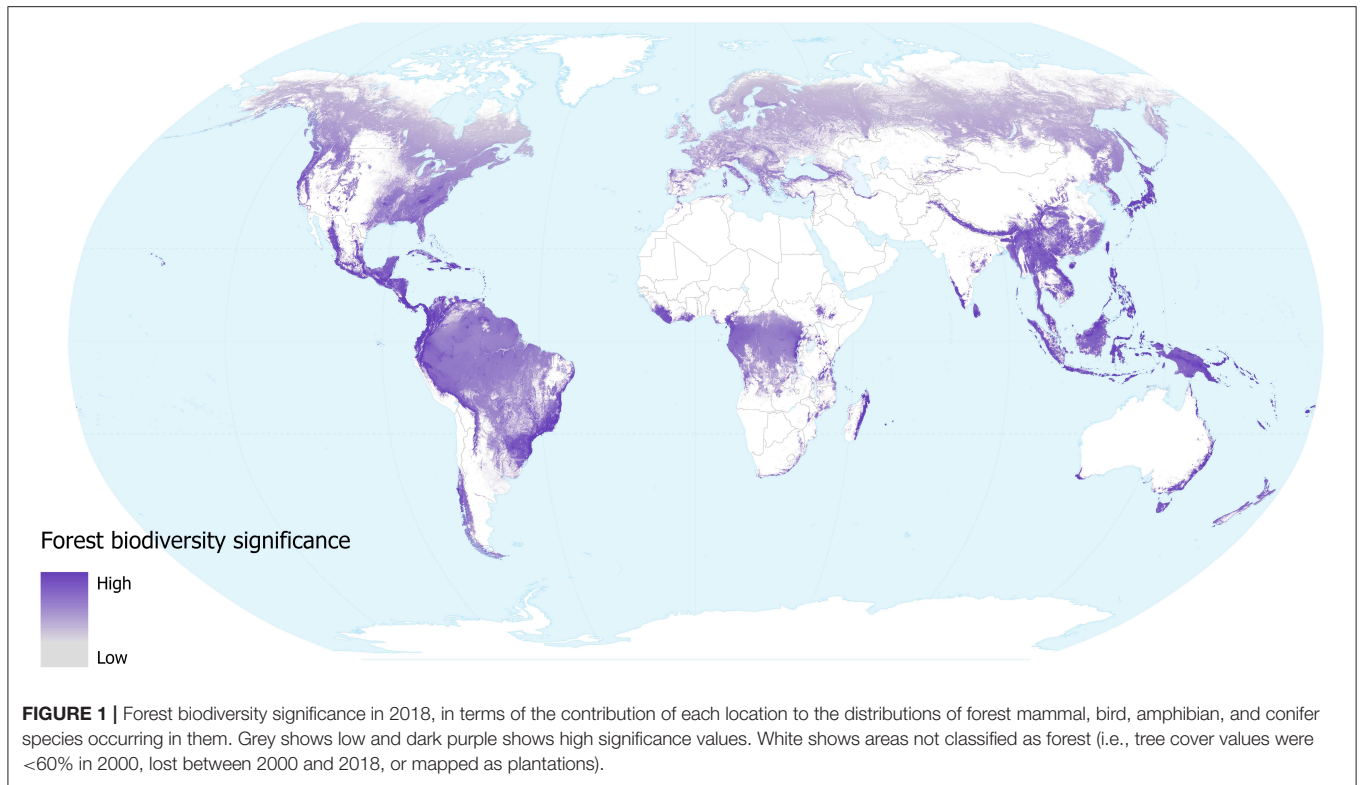 Forest biodiversity significance
High
Low
FIGURE 1 | Forest biodiversity significance in 2018, in terms of the contribution of each location to the distributions of forest mammal, bird, amphibian, and conifer
species occurring in them. Grey shows low and dark purple shows high significance values. White shows areas not classified as forest (i.e., tree cover values were
<60% in 2000, lost between 2000 and 2018, or mapped as plantations).